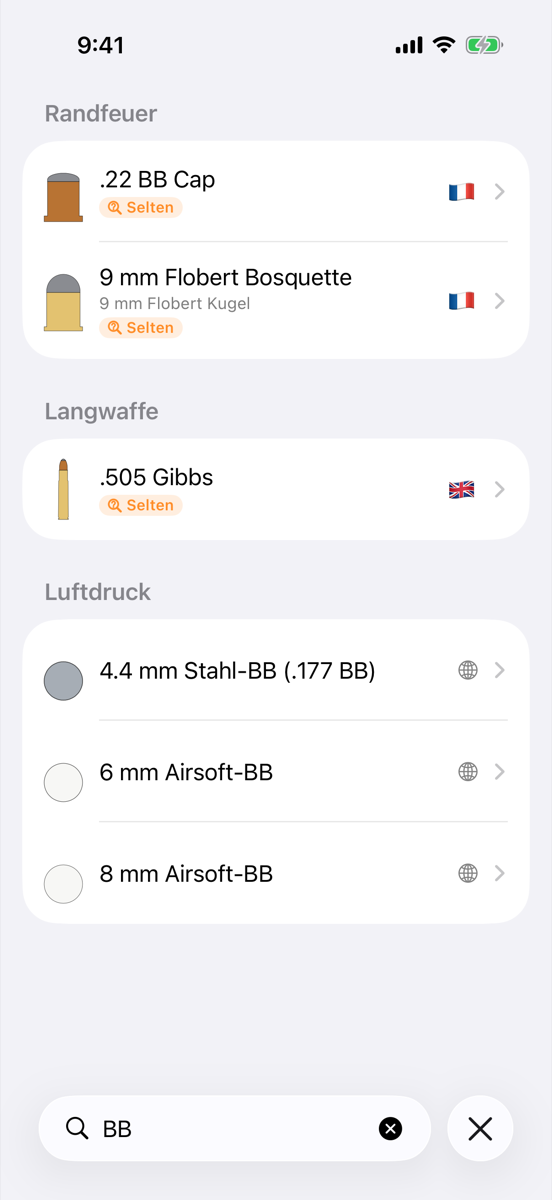 9:41
Randfeuer
.22 BB Cap
Selten
9 mm Flobert Bosquette
9 mm Flobert Kugel
Selten
Langwaffe
.505 Gibbs
Selten
Luftdruck
4.4 mm Stahl-BB (.177 BB)
6 mm Airsoft-BB
8 mm Airsoft-BB
BB